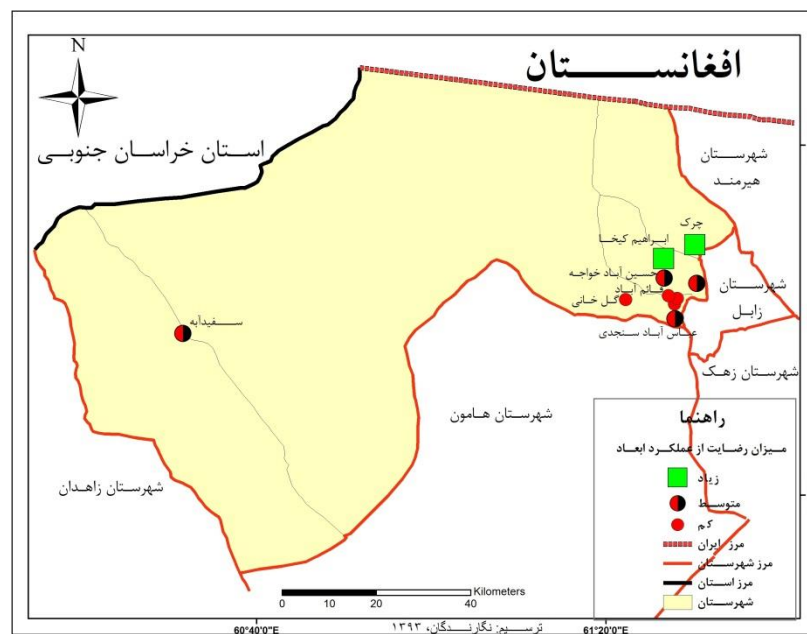 افغانستان
N
استان خراسان جنوبی
شهرستان
هیرمند
چرک
ابراهیم کیخا
حسین آباد خواجه
قائم آباد
گل خانی
عباس آباد سنجدی
شهرستان
زابل
سفیدآبه
شهرستان زهک
شهرستان هامون
شهرستان زاهدان
راهنما
میزان رضایت از عملکرد ابعاد
زیاد
متوسط
کم
مرز ایران
مرز شهرستان
مرز استان
شهرستان
Kilometers
0 10 20 40
ترسیم: نگارندگان، ۱۳۹۳
60°40'0"E
61°20'0"E